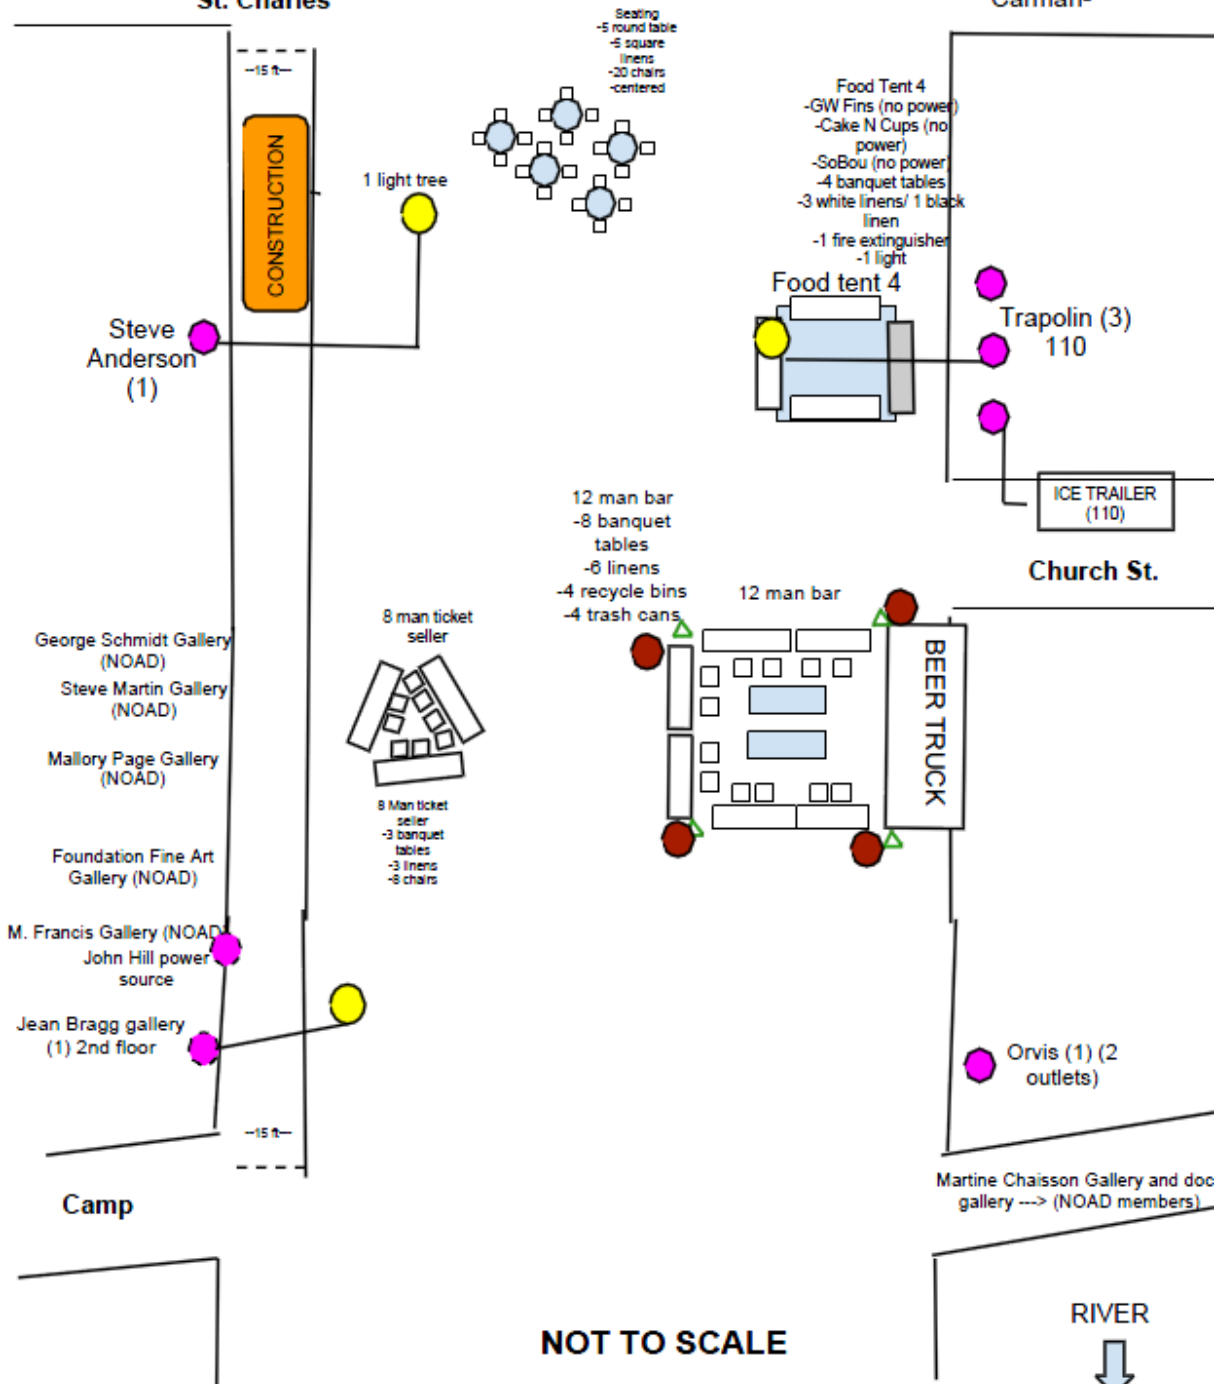 St. Charles
Seating
-5 round table
-5 square
linens
-20 chairs
-centered
--15 ft---
CONSTRUCTION
1 light tree
Food Tent 4
-GW Fins (no power)
-Cake N Cups (no
power)
-SoBou (no power)
-4 banquet tables
-3 white linens/ 1 black
linen
-1 fire extinguisher
-1 light
Food tent 4
Steve
Anderson
(1)
Trapolin (3)
110
ICE TRAILER
(110)
Church St.
12 man bar
-8 banquet
tables
-6 linens
-4 recycle bins
-4 trash cans
12 man bar
BEER TRUCK
8 man ticket
seller
George Schmidt Gallery
(NOAD)
Steve Martin Gallery
(NOAD)
Mallory Page Gallery
(NOAD)
8 Man ticket
seller
-3 banquet
tables
-3 linens
-8 chairs
Foundation Fine Art
Gallery (NOAD)
M. Francis Gallery (NOAD)
John Hill power
source
Jean Bragg gallery
(1) 2nd floor
Orvis (1) (2
outlets)
--15 ft---
Camp
Martine Chaisson Gallery and doc
gallery ---> (NOAD members)
RIVER
NOT TO SCALE